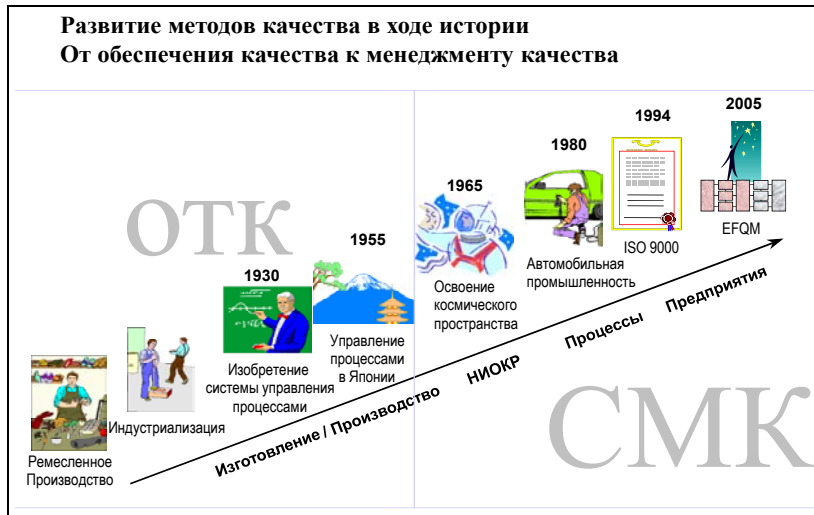 Развитие методов качества в ходе истории
От обеспечения качества к менеджменту качества
ОТК
Ремесленное
Производство
Индустриализация
1930
Изобретение
системы управления
процессами
1955
Управление
процессами
в Японии
1965
Освоение
космического
пространства
1980
Автомобильная
промышленность
1994
ISO 9000
2005
EFQM
Изготовление / Производство
НИОКР
Процессы
Предприятия
СМК